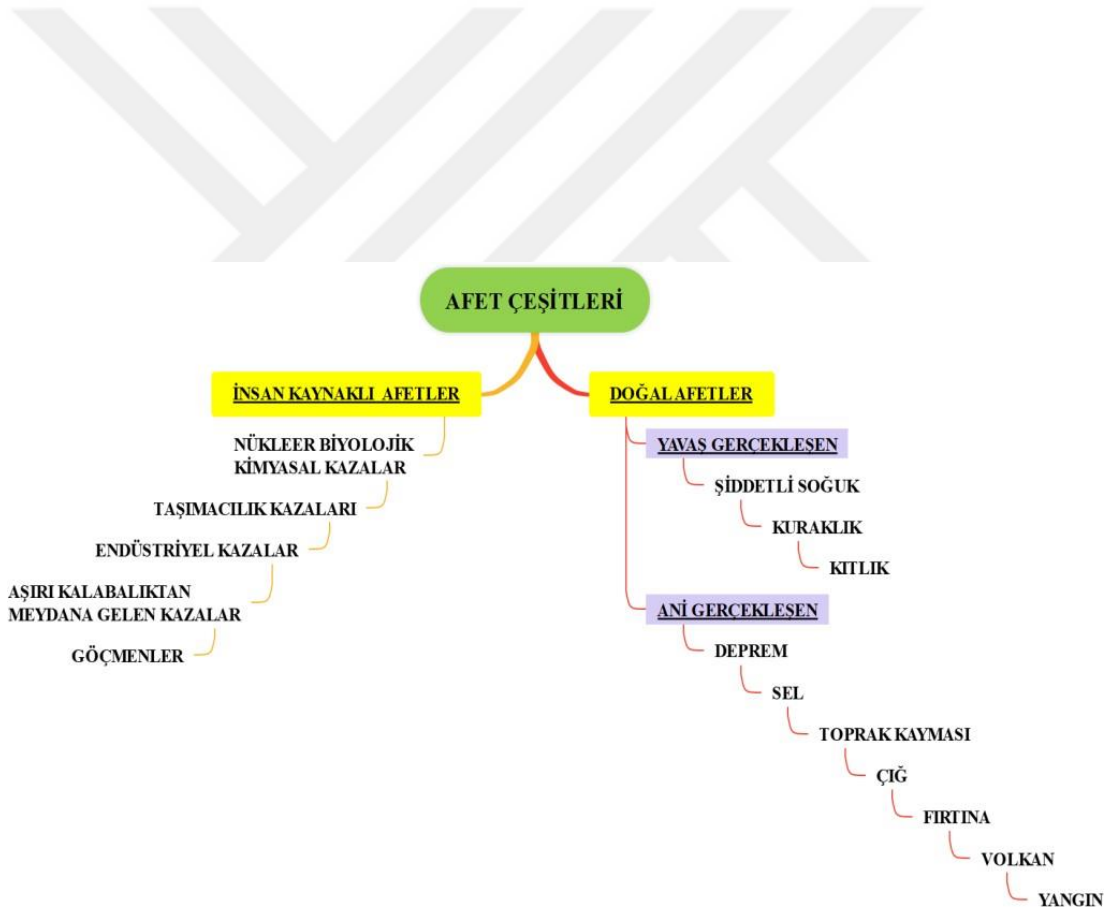 AFET ÇEŞİTLERİ
İNSAN KAYNAKLI AFETLER
NÜKLEER BİYOLOJİK
KİMYASAL KAZALAR
TAŞIMACILIK KAZALARI
ENDÜSTRİYEL KAZALAR
AŞIRI KALABALIKTAN
MEYDANA GELEN KAZALAR
GÖÇMENLER
DOĞAL AFETLER
YAVAŞ GERÇEKLEŞEN
ŞİDDETLİ SOĞUK
KURAKLIK
KITLIK
ANİ GERÇEKLEŞEN
DEPREM
SEL
TOPRAK KAYMASI
ÇIĞ
FIRTINA
VOLKAN
YANGIN